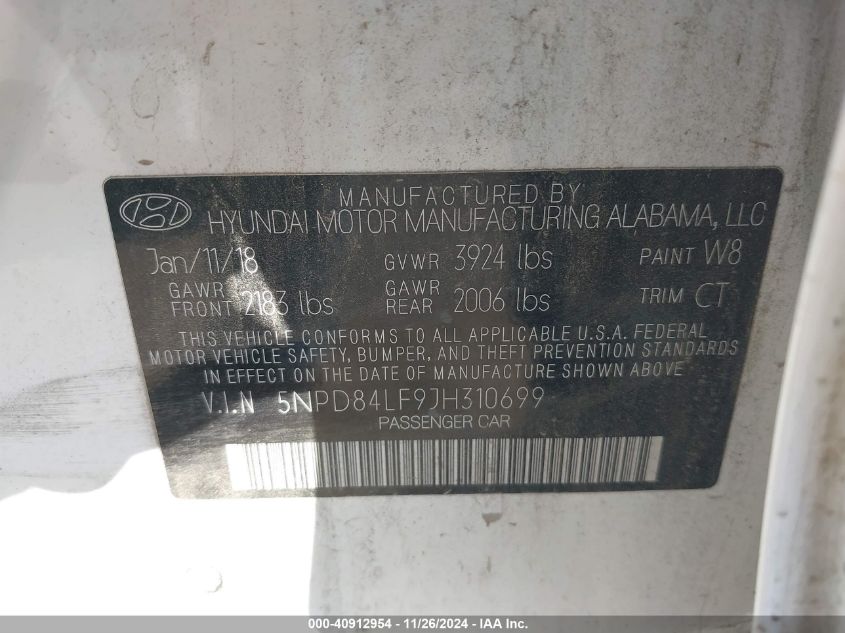 MANUFACTURED BY
HYUNDAI MOTOR MANUFACTURING ALABAMA, LLC
Jan/11/18 GVWR 3924 lbs PAINT W8
GAWR FRONT 2183 lbs GAWR REAR 2006 lbs TRIM CT
THIS VEHICLE CONFORMS TO ALL APPLICABLE U.S.A. FEDERAL
MOTOR VEHICLE SAFETY, BUMPER, AND THEFT PREVENTION STANDARDS
IN EFFECT ON THE DATE OF MANUFACTURE SHOWN ABOVE
V.I.N 5NPD84LF9JH310699
PASSENGER CAR
000-40912954 - 11/26/2024 - IAA Inc.